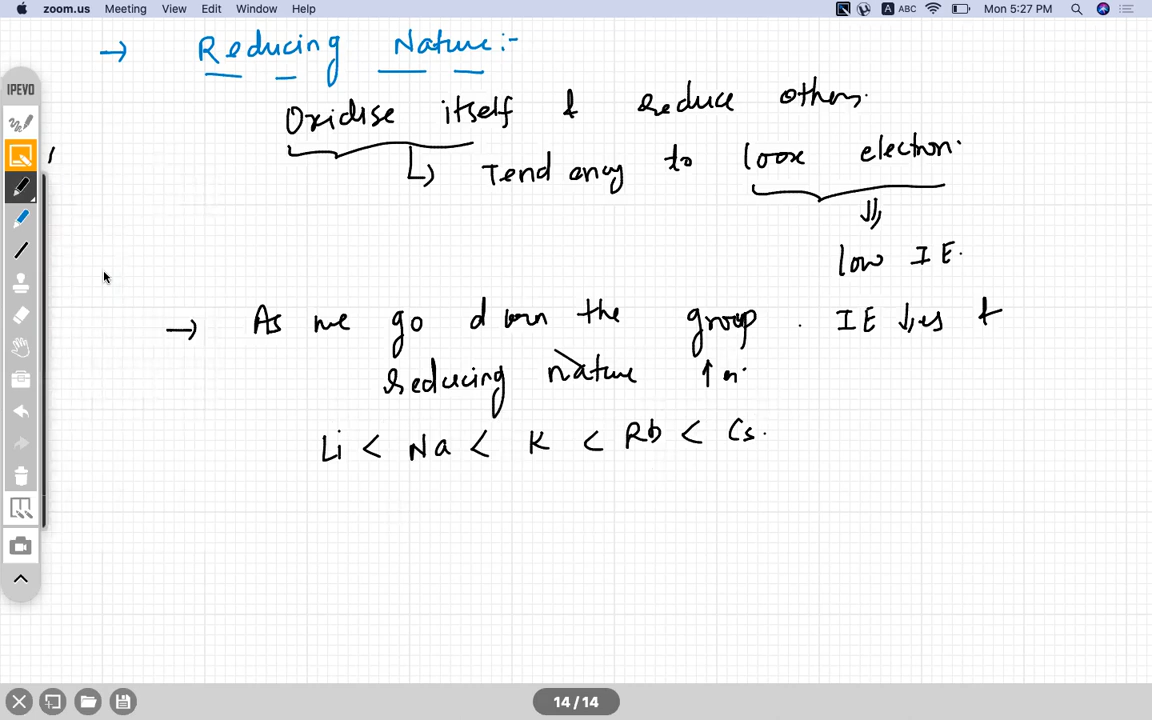 zoom.us Meeting View Edit Window Help A ABC Mon 5:27 PM
→ Reducing Nature:-
IPEVO
Oxidise itself & reduce others.
↳ Tendency to loose electron.
⇓
low IE.
→ As we go down the group. IE ↓es &
reducing nature ↑es.
Li < Na < K < Rb < Cs.
14/14